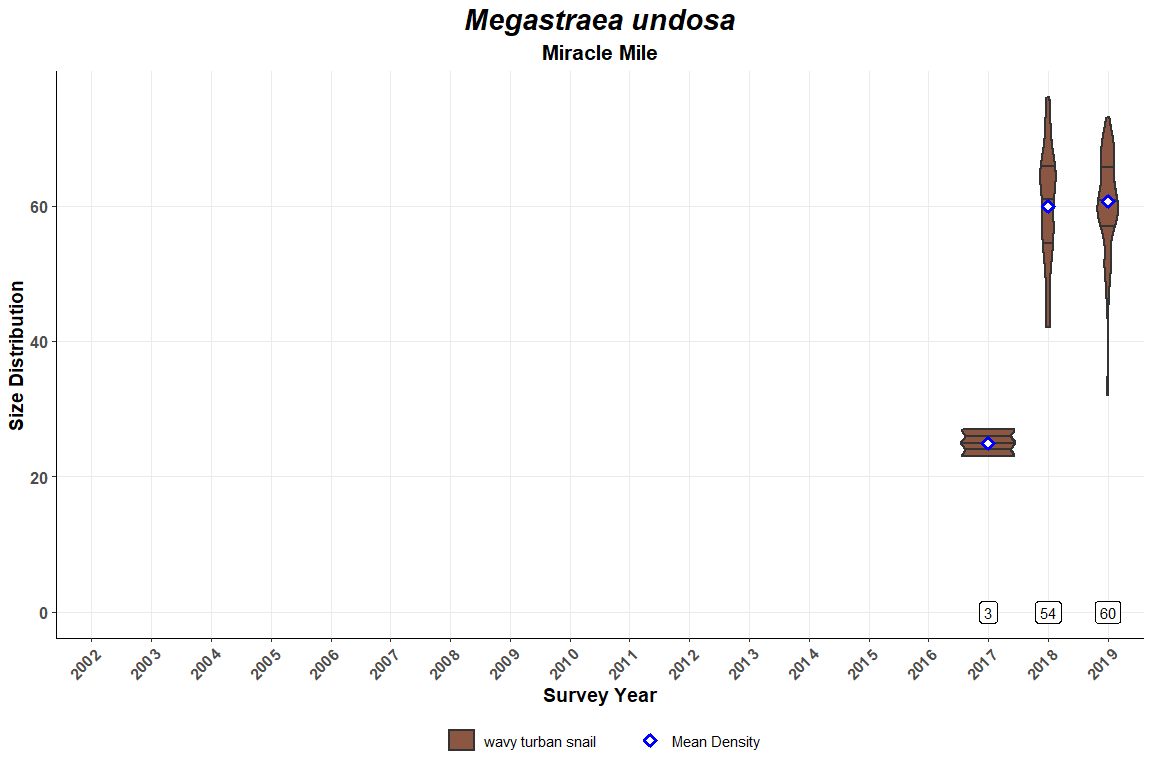 Megastraea undosa
Miracle Mile
Size Distribution
60
40
20
0
3 54 60
2002 2003 2004 2005 2006 2007 2008 2009 2010 2011 2012 2013 2014 2015 2016 2017 2018 2019
Survey Year
wavy turban snail Mean Density